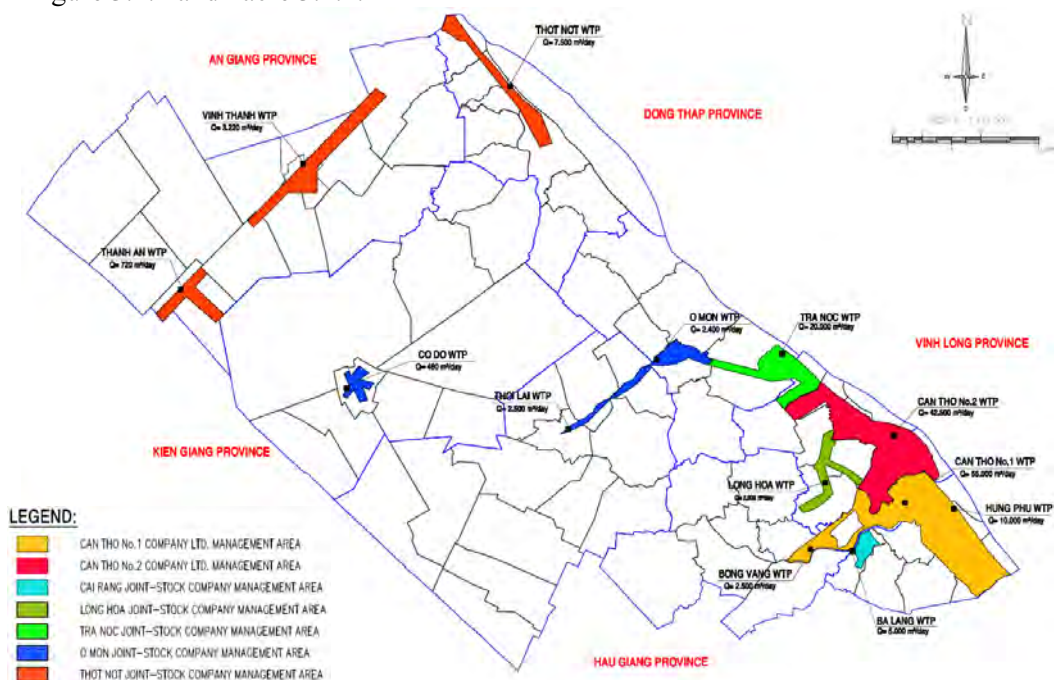 N
THOT NOT WTP
Q= 7.500 m³/day
AN GIANG PROVINCE
DONG THAP PROVINCE
VINH THANH WTP
Q= 3.220 m³/day
THANH AN WTP
Q= 720 m³/day
O MON WTP
Q= 2.400 m³/day
TRA NOC WTP
Q= 20.000 m³/day
VINH LONG PROVINCE
CO DO WTP
Q= 480 m³/day
THOI LAI WTP
Q= 2.500 m³/day
CAN THO No.2 WTP
Q= 42.500 m³/day
KIEN GIANG PROVINCE
CAN THO No.1 WTP
Q= 55.000 m³/day
LONG HOA WTP
m³/day
HUNG PHU WTP
Q= 10.000 m³/day
BONG VANG WTP
Q= 2.500 m³/day
BA LANG WTP
Q= 5.000 m³/day
HAU GIANG PROVINCE
LEGEND:
CAN THO No.1 COMPANY LTD. MANAGEMENT AREA
CAN THO No.2 COMPANY LTD. MANAGEMENT AREA
CAI RANG JOINT-STOCK COMPANY MANAGEMENT AREA
LONG HOA JOINT-STOCK COMPANY MANAGEMENT AREA
TRA NOC JOINT-STOCK COMPANY MANAGEMENT AREA
O MON JOINT-STOCK COMPANY MANAGEMENT AREA
THOT NOT JOINT-STOCK COMPANY MANAGEMENT AREA